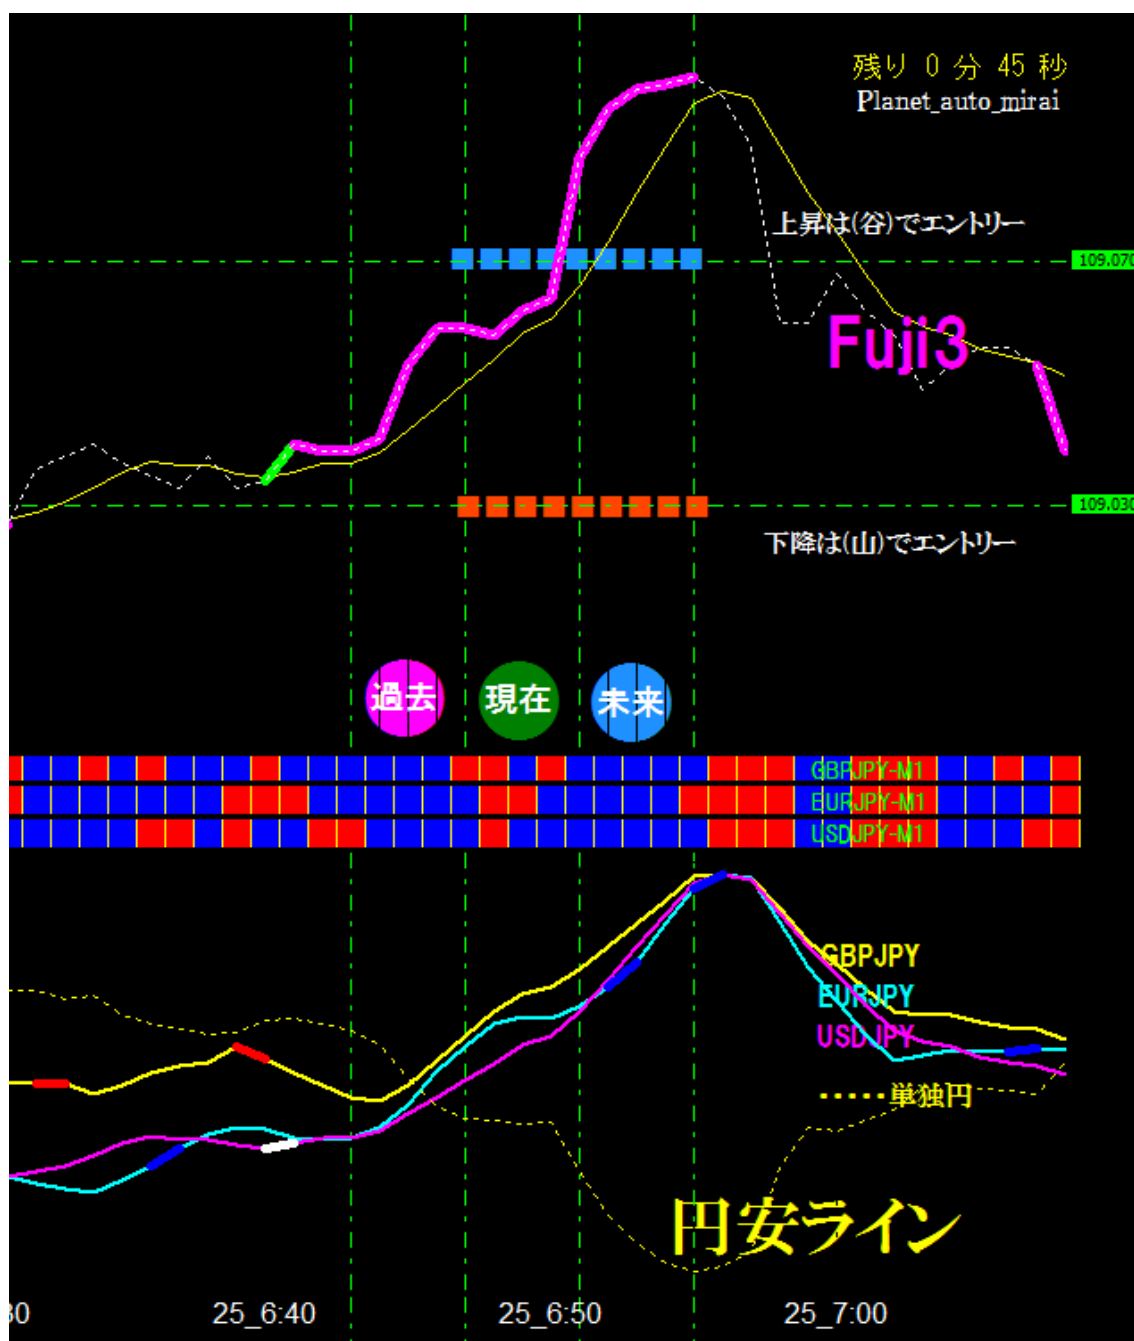 残り 0 分 45 秒
Planet_auto_mirai
上昇は(谷)でエントリー
109.070
Fuji3
109.030
下降は(山)でエントリー
過去
現在
未来
GBPJPY-M1
EURJPY-M1
USDJPY-M1
GBPJPY
EURJPY
USDJPY
・・・・・単独円
円安ライン
30 25_6:40 25_6:50 25_7:00